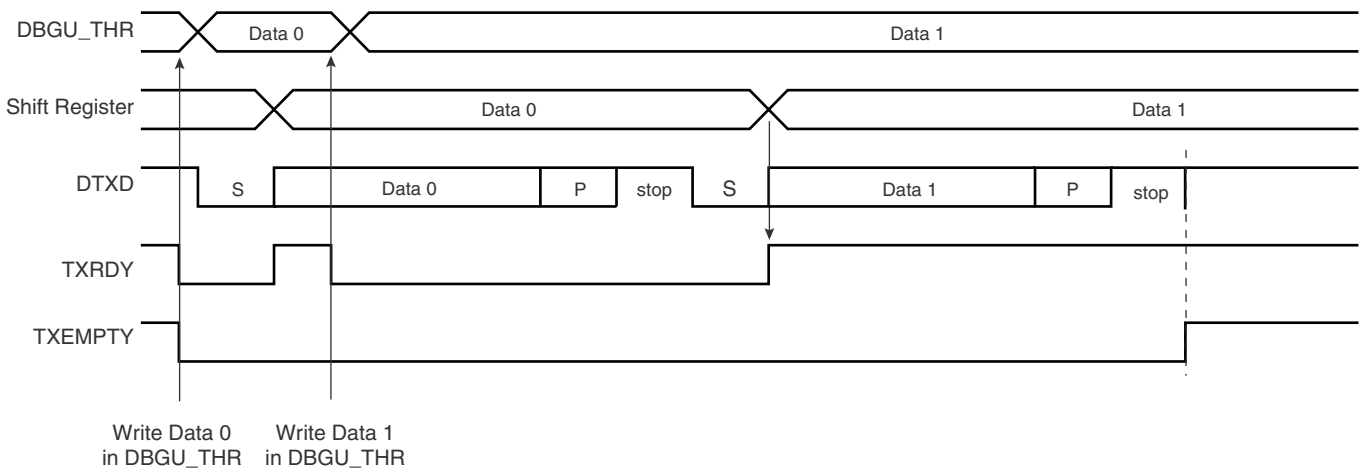 DBGU_THR
Data 0
Data 1
Shift Register
Data 0
Data 1
DTXD
S
Data 0
P
stop
S
Data 1
P
stop
TXRDY
TXEMPTY
Write Data 0
in DBGU_THR
Write Data 1
in DBGU_THR